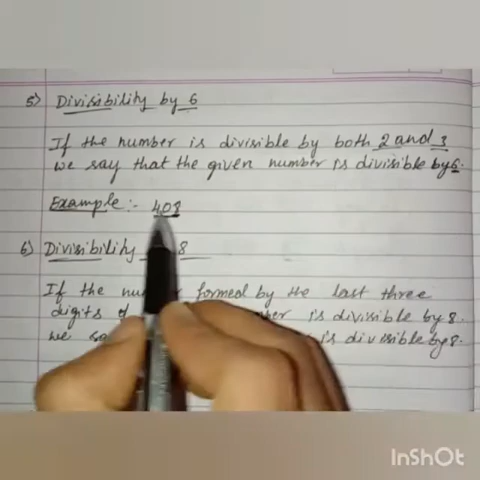 5) Divisibility by 6
If the number is divisible by both 2 and 3
we say that the given number is divisible by 6.
Example :- 408
6) Divisibility 8
If the formed by the last three
digits is divisible by 8.
we is divisible by 8.
InShOt